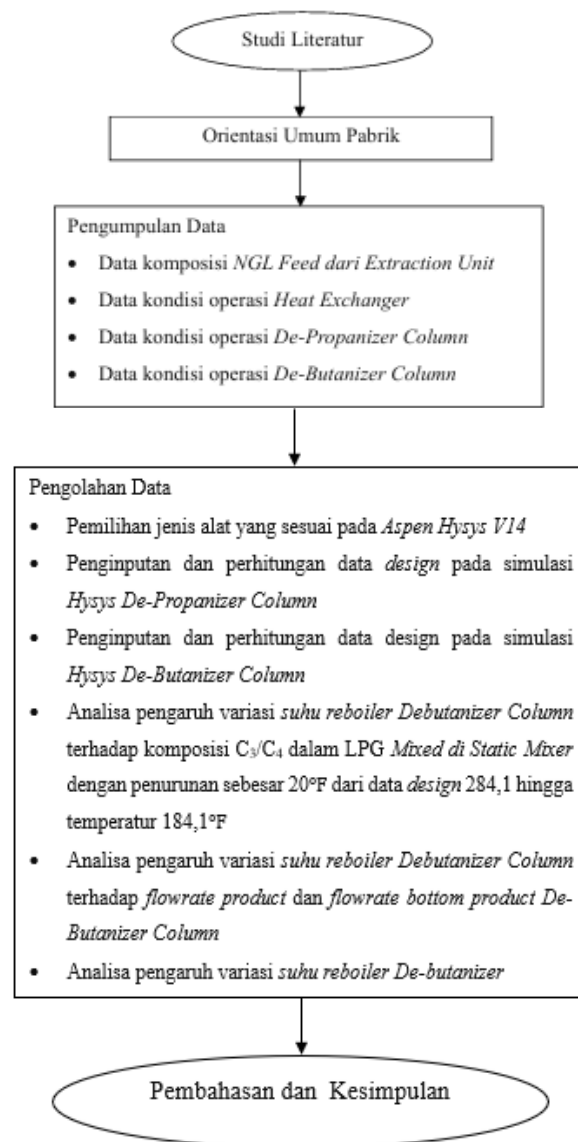 Studi Literatur
Orientasi Umum Pabrik
Pengumpulan Data
• Data komposisi NGL Feed dari Extraction Unit
• Data kondisi operasi Heat Exchanger
• Data kondisi operasi De-Propanizer Column
• Data kondisi operasi De-Butanizer Column
Pengolahan Data
• Pemilihan jenis alat yang sesuai pada Aspen Hysys V14
• Penginputan dan perhitungan data design pada simulasi
Hysys De-Propanizer Column
• Penginputan dan perhitungan data design pada simulasi
Hysys De-Butanizer Column
• Analisa pengaruh variasi suhu reboiler Debutanizer Column
terhadap komposisi C₃/C₄ dalam LPG Mixed di Static Mixer
dengan penurunan sebesar 20°F dari data design 284,1 hingga
temperatur 184,1°F
• Analisa pengaruh variasi suhu reboiler Debutanizer Column
terhadap flowrate product dan flowrate bottom product De-
Butanizer Column
• Analisa pengaruh variasi suhu reboiler De-butanizer
Pembahasan dan Kesimpulan